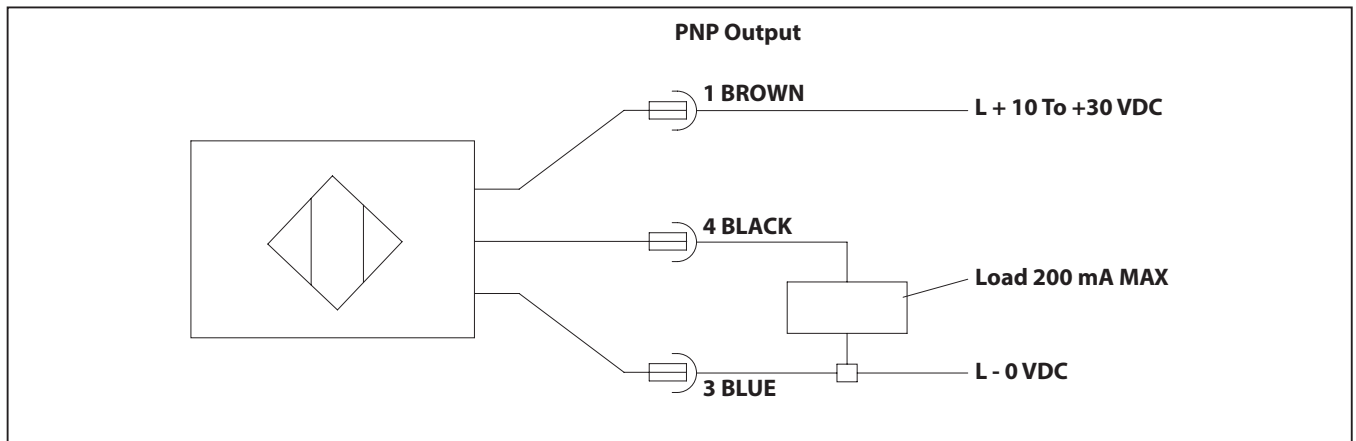 PNP Output
1 BROWN
L + 10 To +30 VDC
4 BLACK
Load 200 mA MAX
L - 0 VDC
3 BLUE